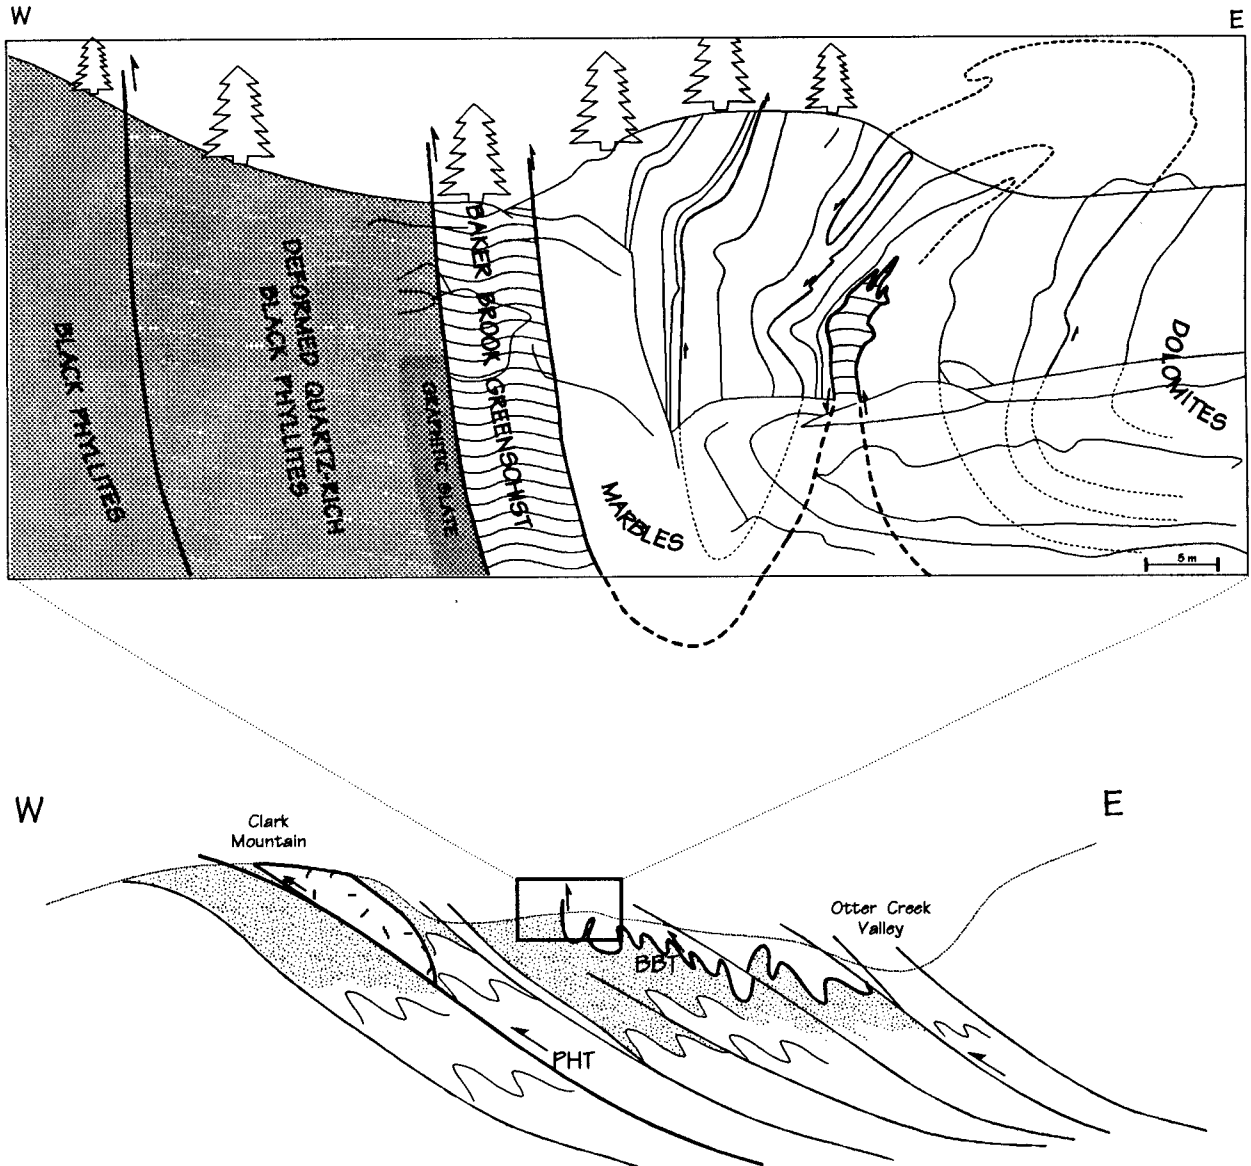 W
E
BLACK PHYLLITES
DEFORMED QUARTZ-RICH
BLACK PHYLLITES
GRAPHITIC SLATE
BAKER BROOK GREENSCHIST
MARBLES
DOLOMITES
5 m
W
E
Clark
Mountain
Otter Creek
Valley
BBT
PHT